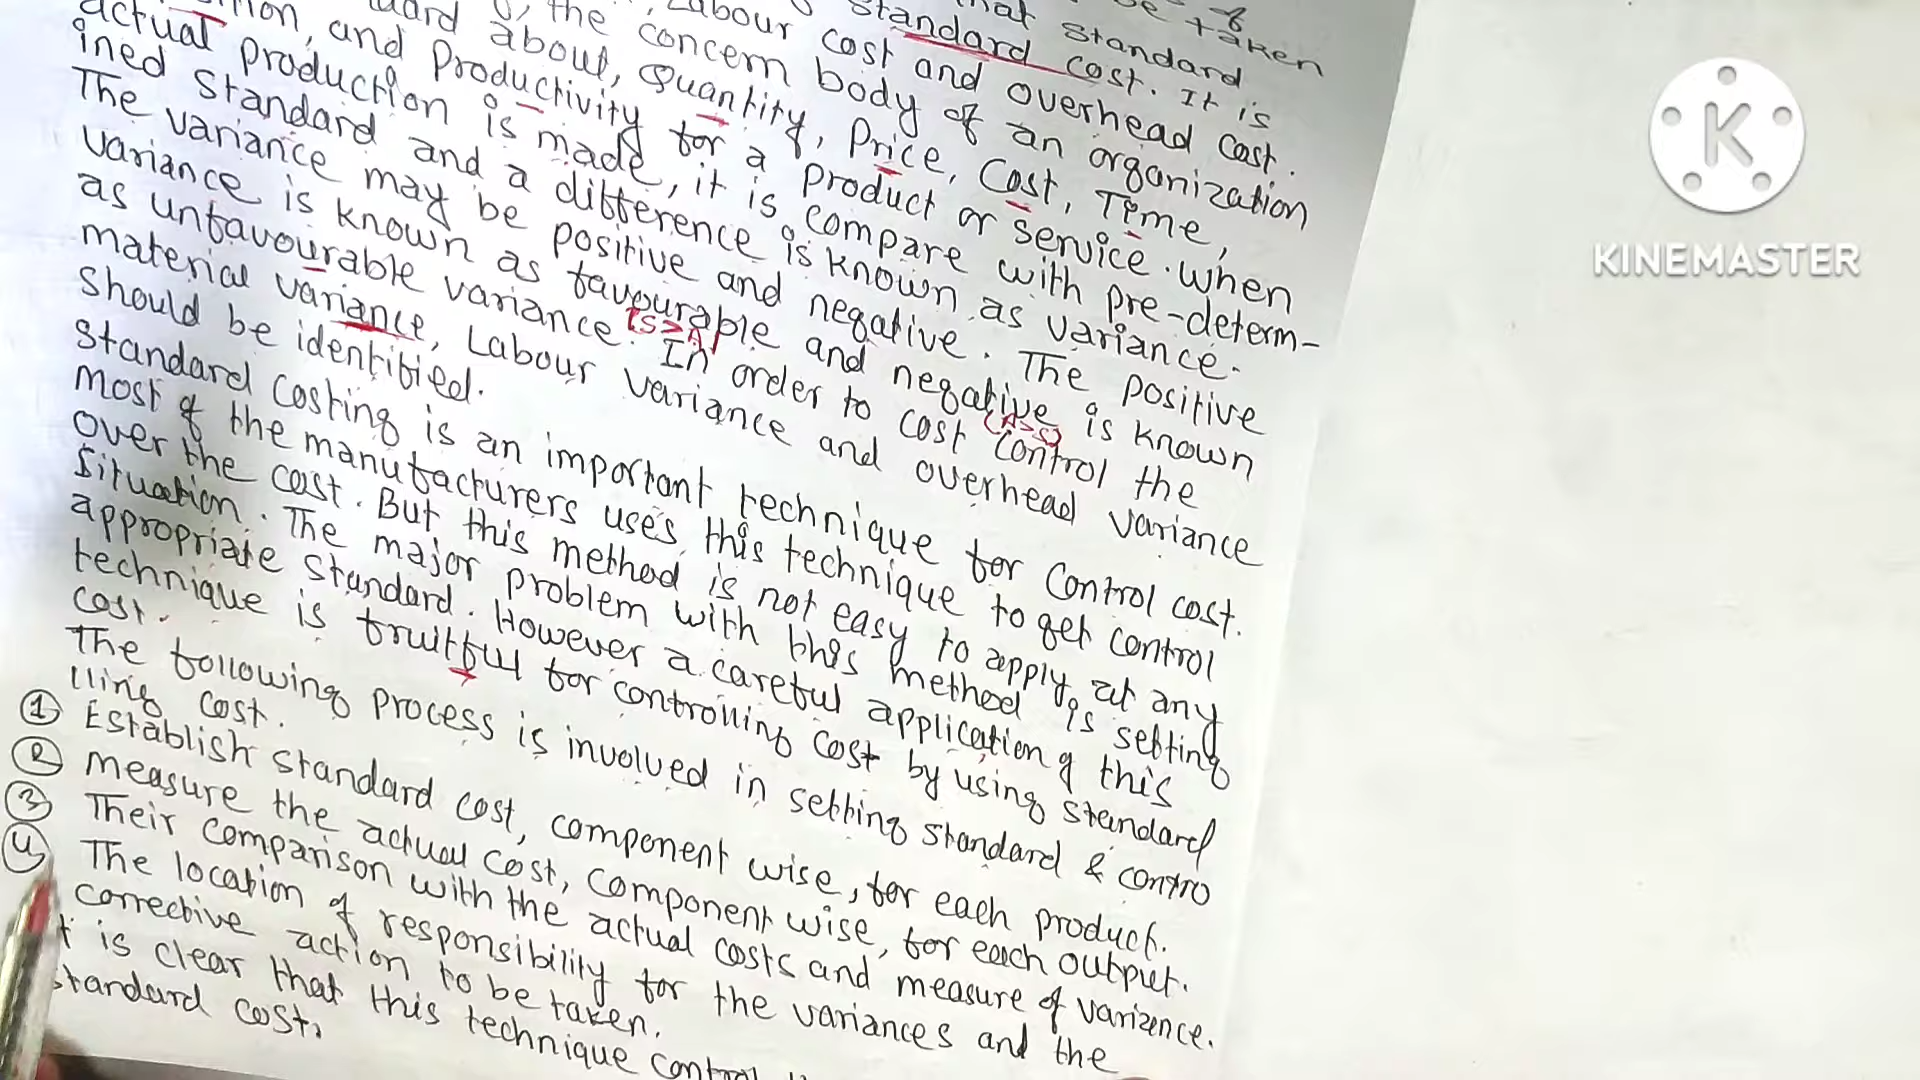 be taken
that standard
standard cost. It is
Labour cost and overhead cost.
the concern body of an organization
standard about, quantity, price, cost, Time,
and productivity for a product or service. When
actual production is made, it is compare with pre-determ-
ined standard and a difference is known as variance.
The variance may be positive and negative. The positive
variance is known as favourable and negative is known
(S>A)
(A>S)
as unfavourable variance. In order to cost control the
material variance, Labour variance and overhead variance
should be identified.
Standard costing is an important technique for control cost.
most of the manufacturers uses this technique to get control
over the cost. But this method is not easy to apply at any
situation. The major problem with this method is setting
appropriate standard. However a careful application of this
technique is fruitful for controlling cost by using standard
cost.
The following process is involved in setting standard & contro
lling cost.
1 Establish standard cost, component wise, for each product.
2 measure the actual cost, component wise, for each output.
3 Their comparison with the actual costs and measure of variance.
4 The location of responsibility for the variances and the
corrective action to be taken.
t is clear that this technique control
standard cost.
K
KINEMASTER